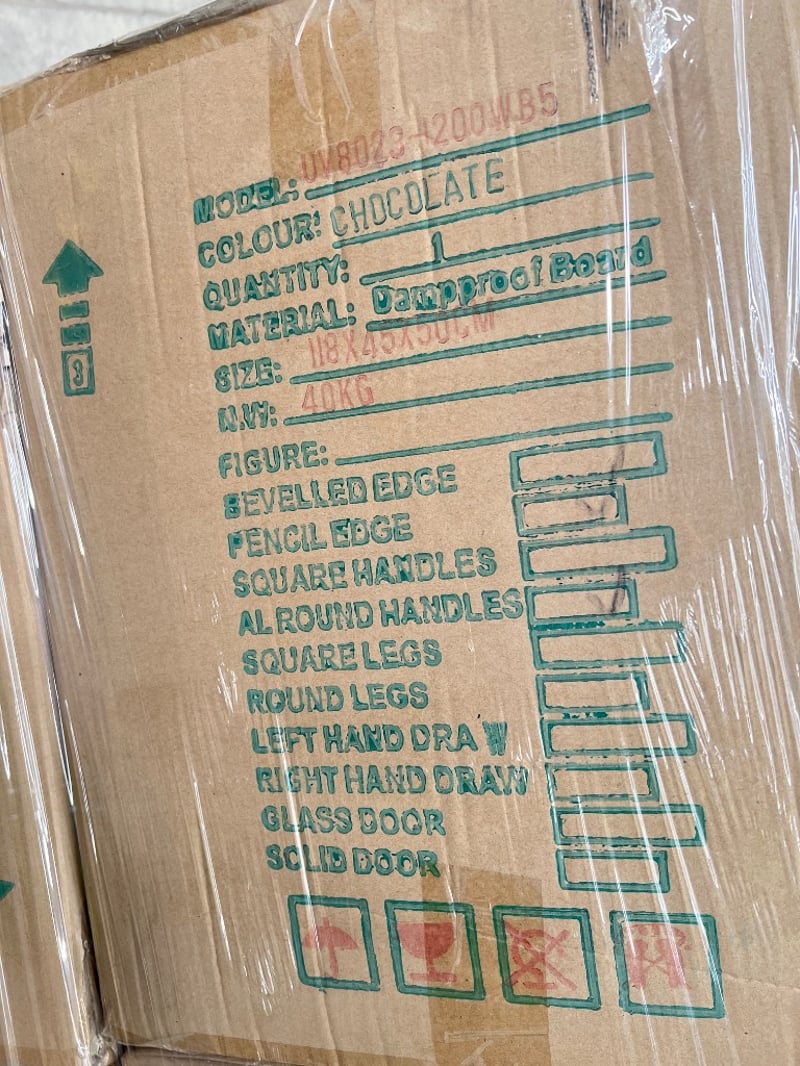 MODEL: UV8023-1200WB5
COLOUR: CHOCOLATE
QUANTITY: 1
MATERIAL: Dampproof Board
SIZE: 118X45X50CM
N.W: 40KG
FIGURE:
BEVELLED EDGE
PENCIL EDGE
SQUARE HANDLES
AL ROUND HANDLES
SQUARE LEGS
ROUND LEGS
LEFT HAND DRAW
RIGHT HAND DRAW
GLASS DOOR
SOLID DOOR